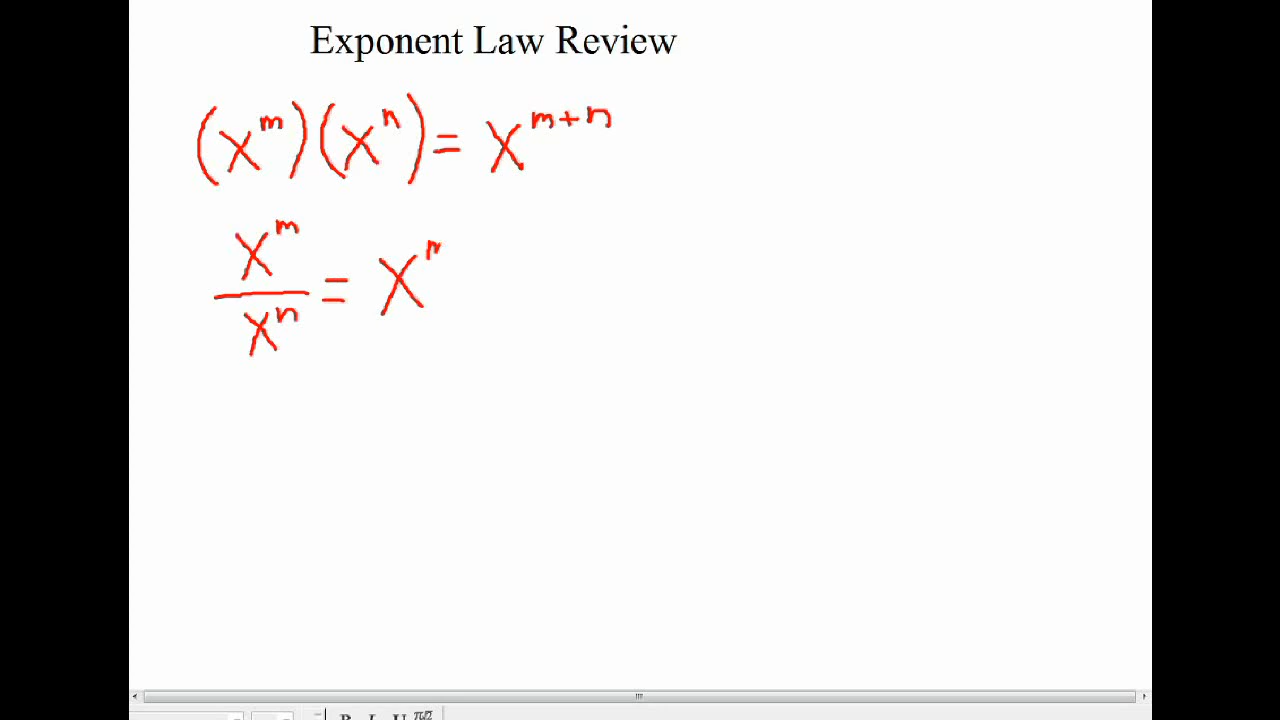 Exponent Law Review
(x^m)(x^n) = x^{m+n}
x^m / x^n = x^n
B I U